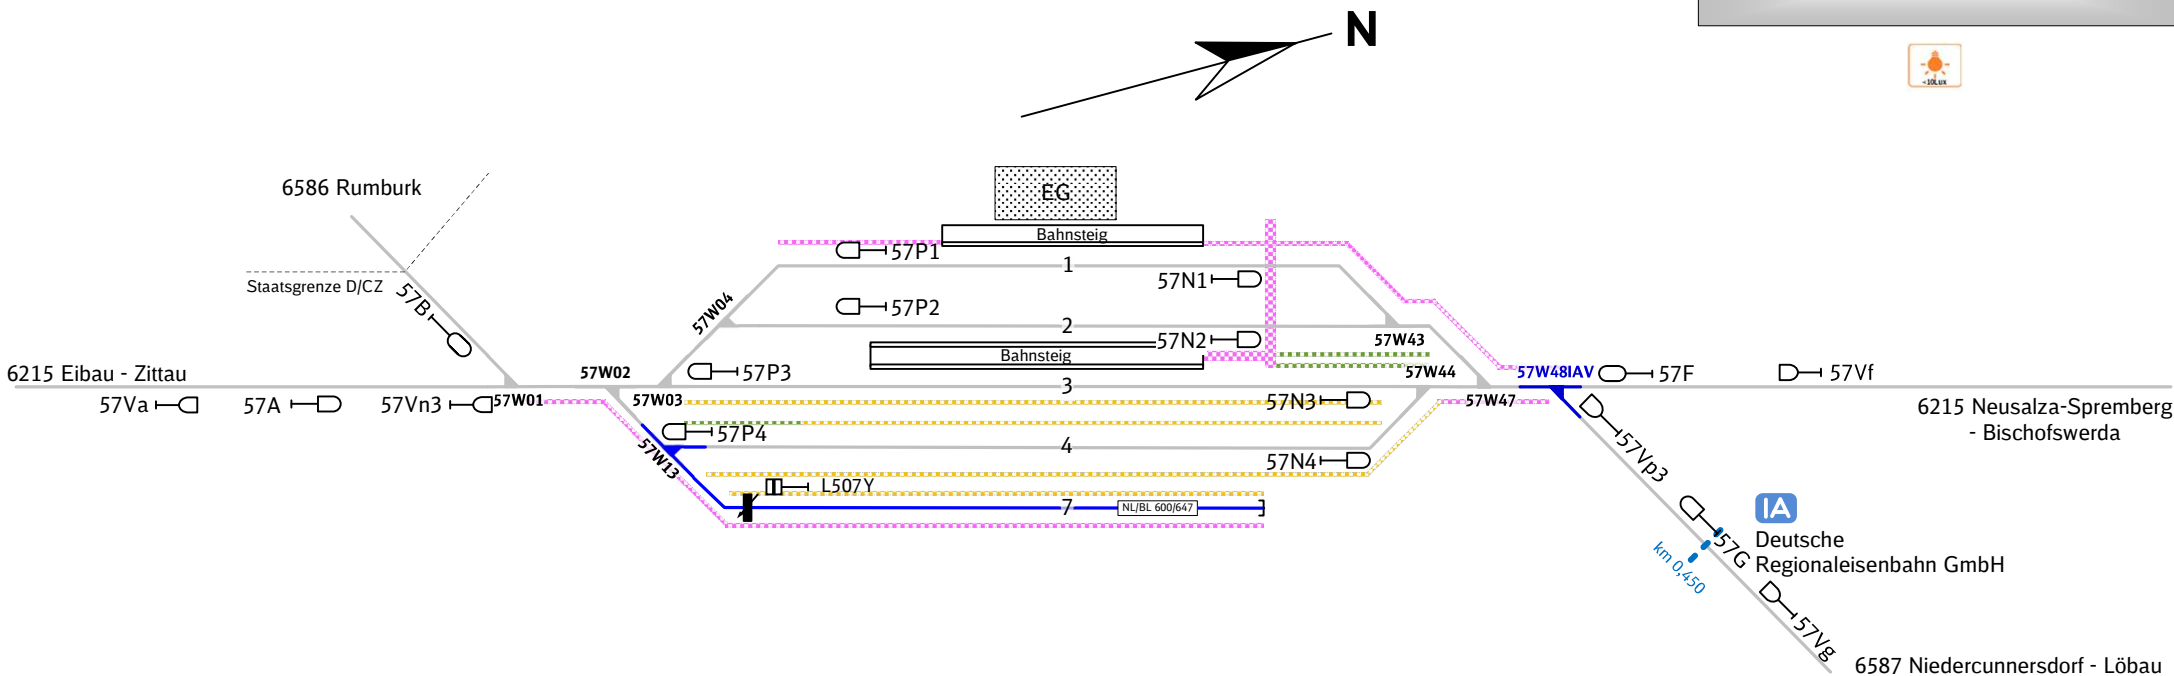 N
<10Lux
6586 Rumburk
EG
Bahnsteig
57P1
1
57N1
Staatsgrenze D/CZ
57B
57W04
57P2
2
57N2
57W43
Bahnsteig
6215 Eibau - Zittau
57W02
57P3
3
57W44
57W48IAV
57F
57Vf
57Va
57A
57Vn3
57W01
57W03
57N3
57W47
6215 Neusalza-Spremberg
- Bischofswerda
57P4
4
57W13
57N4
57Vp3
L507Y
7
NL/BL 600/647
IA
57G
Deutsche
Regionaleisenbahn GmbH
km 0,450
57Vg
6587 Niedercunnersdorf - Löbau